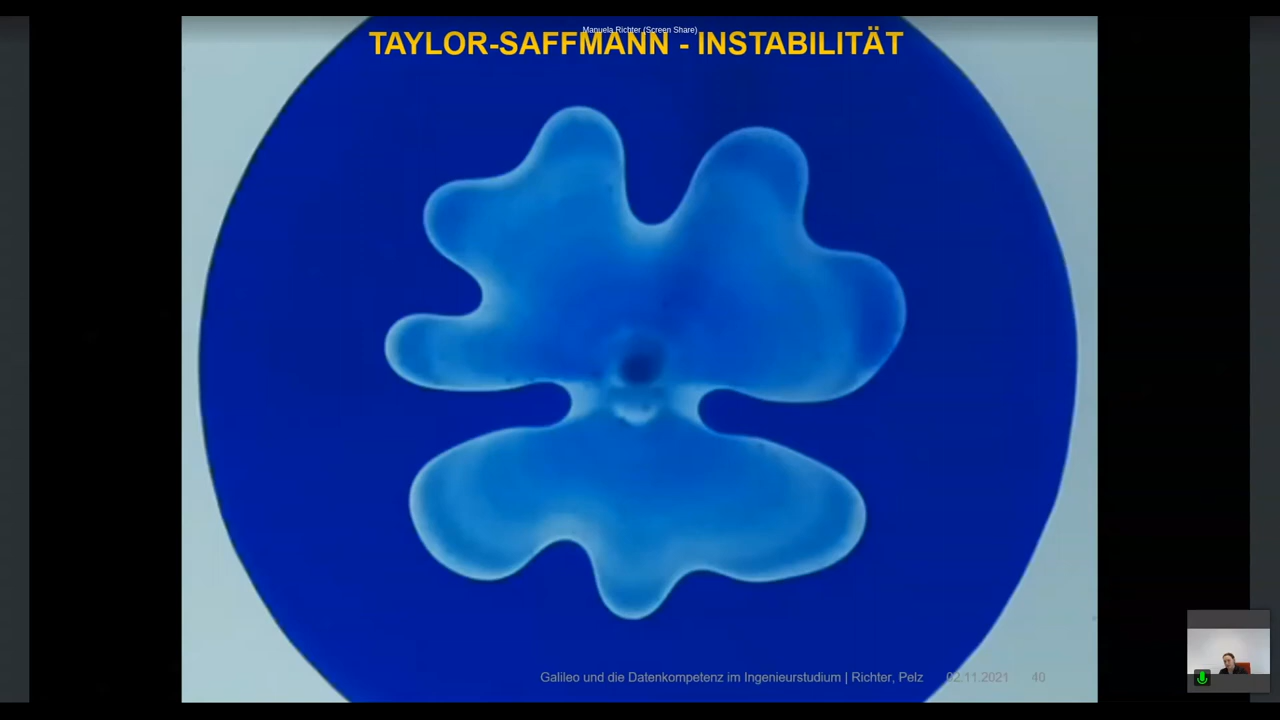 Manuela Richter (Screen Share)
TAYLOR-SAFFMANN - INSTABILITÄT
Galileo und die Datenkompetenz im Ingenieurstudium | Richter, Pelz 02.11.2021 40